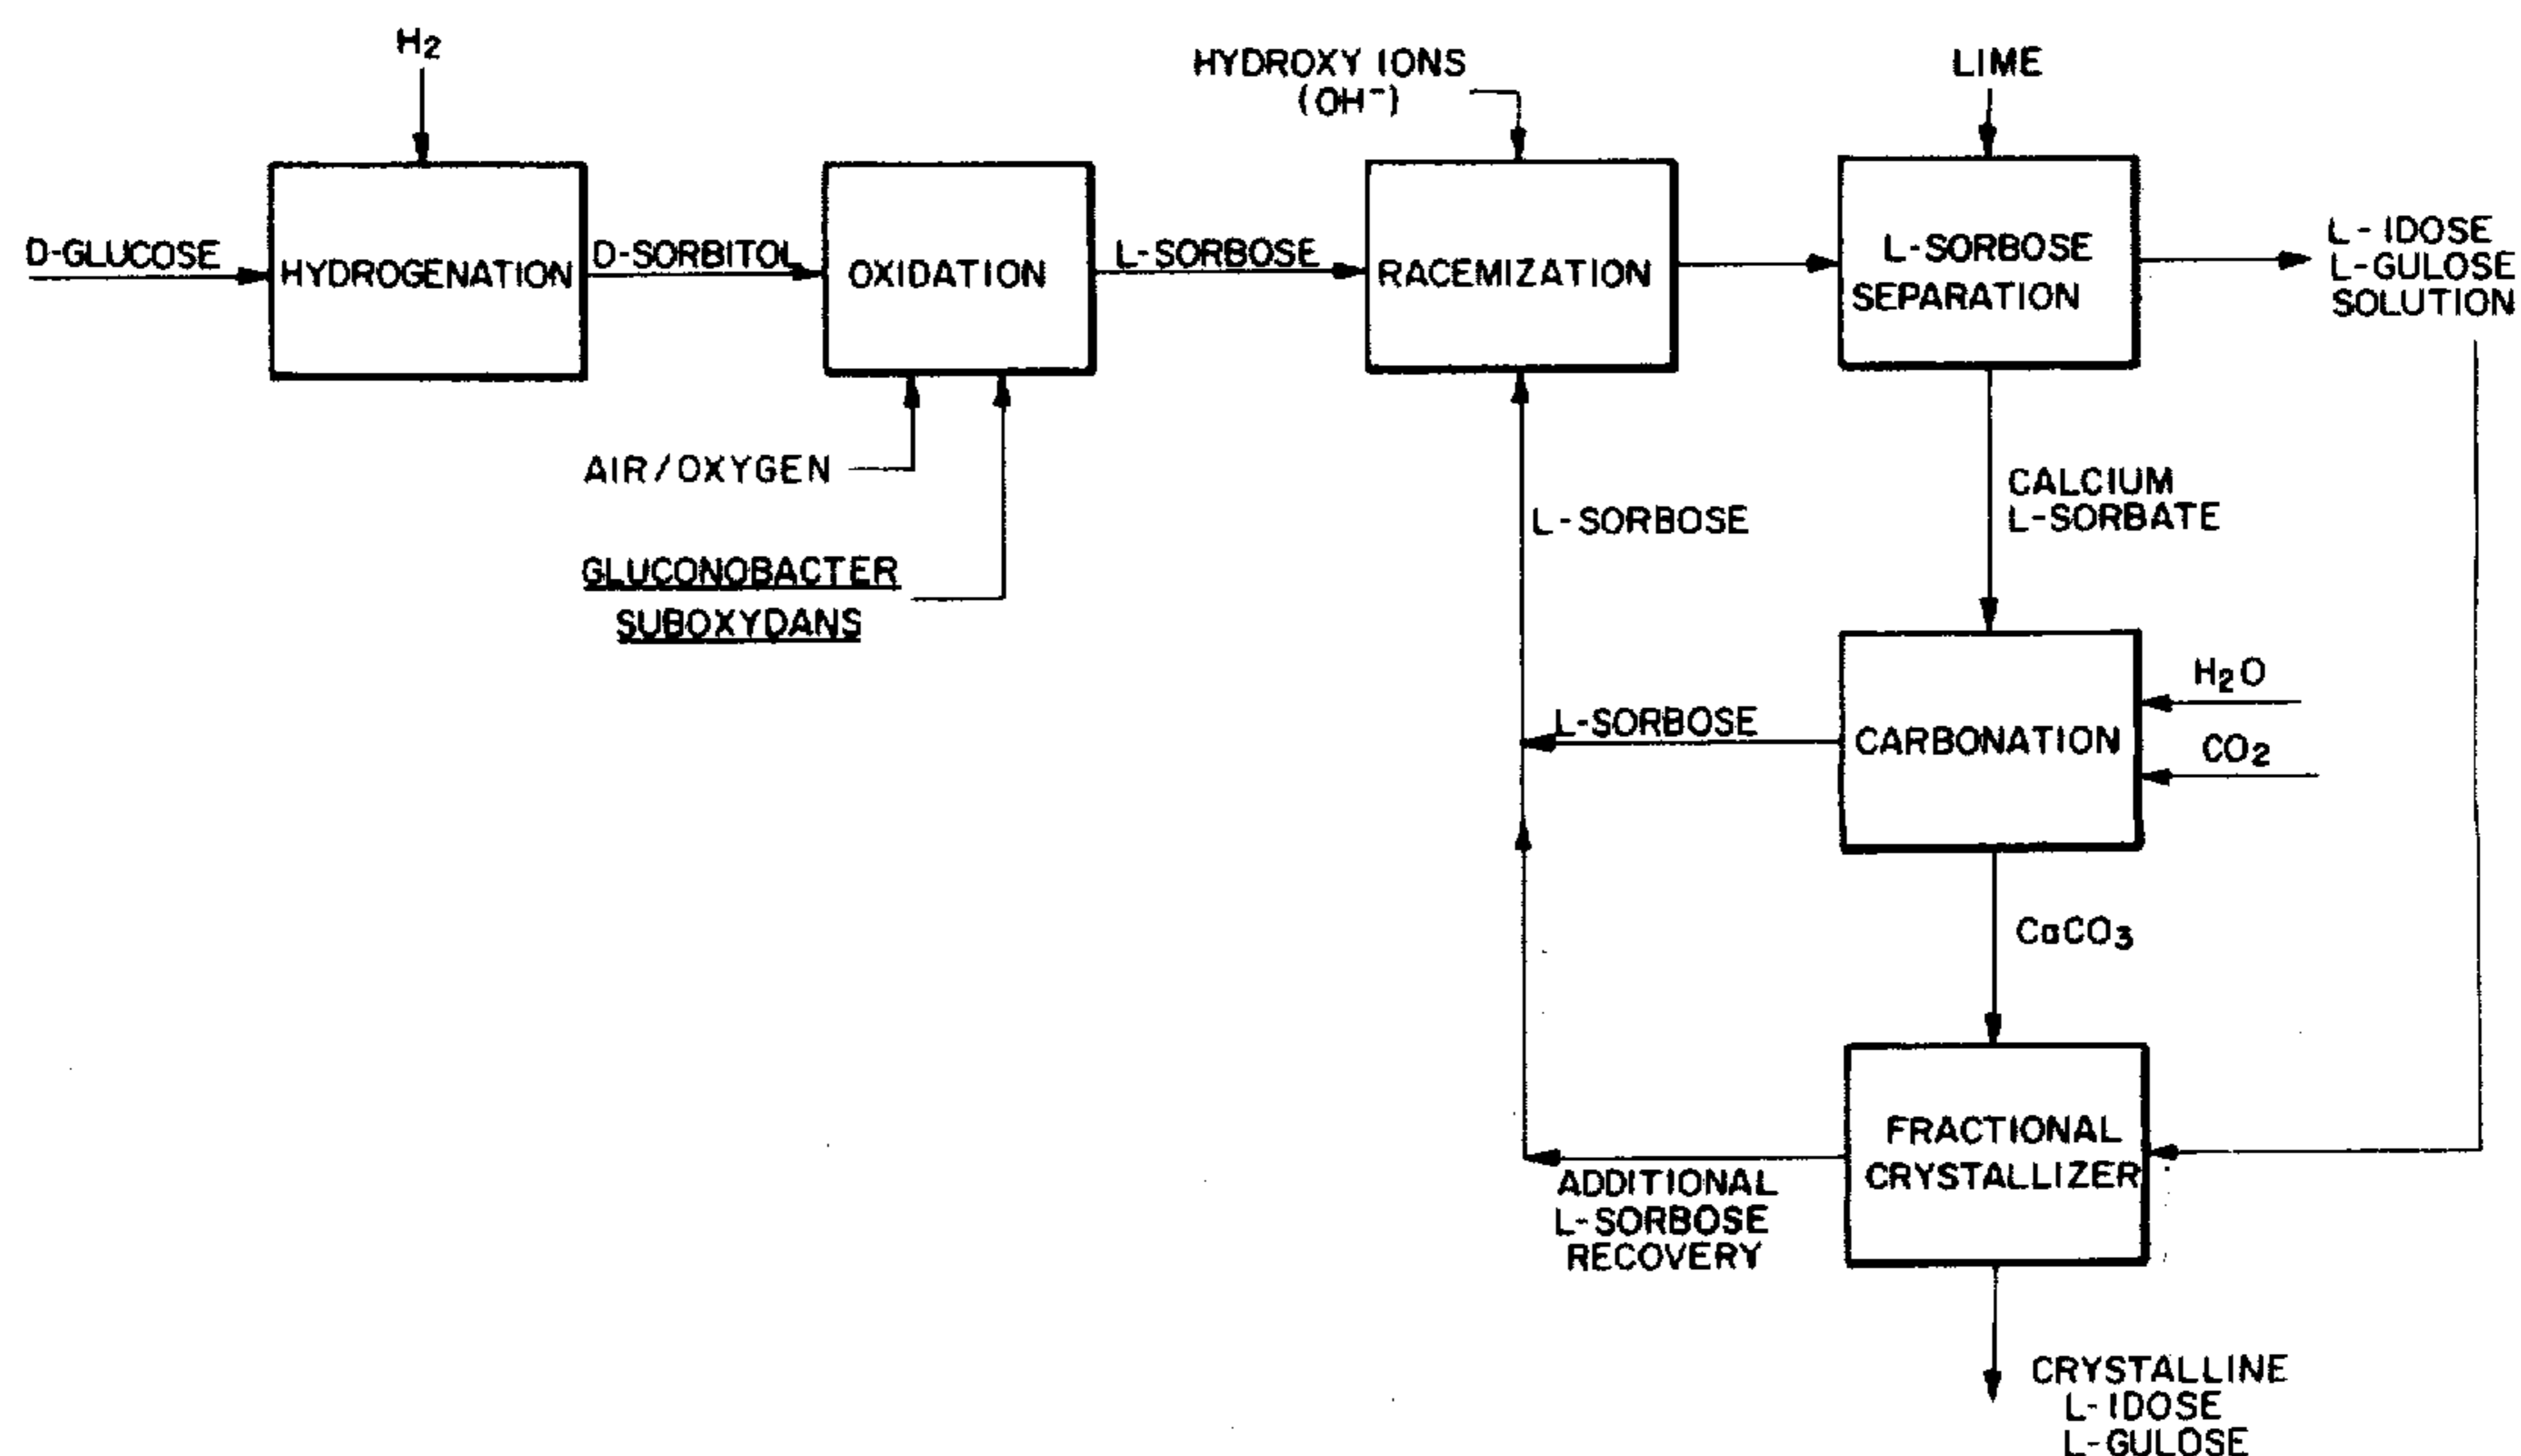 H2
HYDROXY IONS
(OH-)
LIME
D-GLUCOSE
HYDROGENATION
D-SORBITOL
OXIDATION
L-SORBOSE
RACEMIZATION
L-SORBOSE
SEPARATION
L-IDOSE
L-GULOSE
SOLUTION
AIR/OXYGEN
GLUCONOBACTER
SUBOXYDANS
L-SORBOSE
CALCIUM
L-SORBATE
L-SORBOSE
CARBONATION
H2O
CO2
CaCO3
FRACTIONAL
CRYSTALLIZER
ADDITIONAL
L-SORBOSE
RECOVERY
CRYSTALLINE
L-IDOSE
L-GULOSE